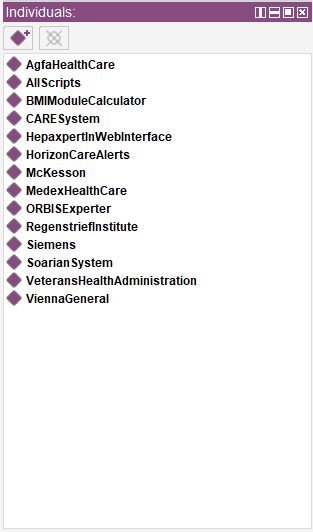 Individuals:
AgfaHealthCare
AllScripts
BMIModuleCalculator
CARESystem
HepaxpertInWebInterface
HorizonCareAlerts
McKesson
MedexHealthCare
ORBISExperter
RegenstriefInstitute
Siemens
SoarianSystem
VeteransHealthAdministration
ViennaGeneral